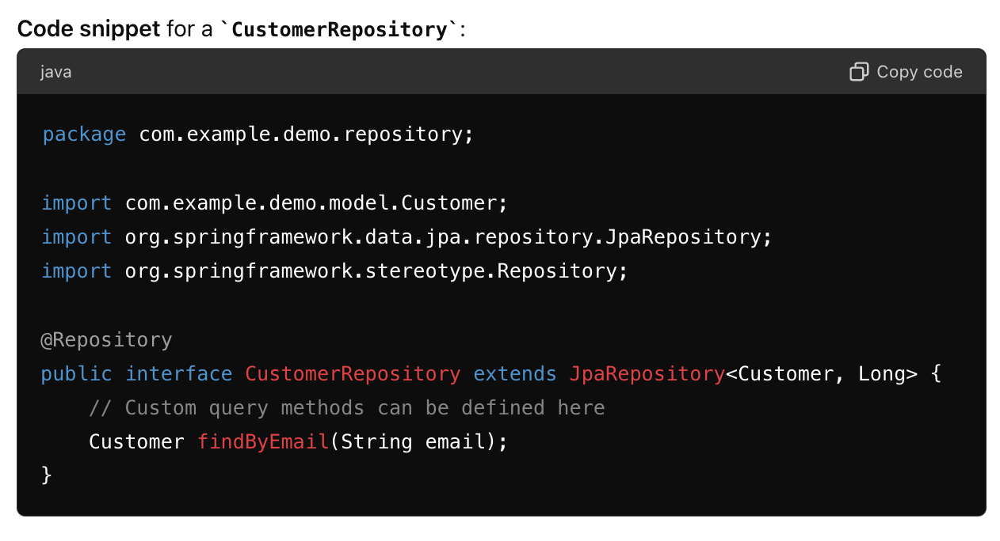 Code snippet for a `CustomerRepository`:
java
Copy code
package com.example.demo.repository;
import com.example.demo.model.Customer;
import org.springframework.data.jpa.repository.JpaRepository;
import org.springframework.stereotype.Repository;
@Repository
public interface CustomerRepository extends JpaRepository<Customer, Long> {
    // Custom query methods can be defined here
    Customer findByEmail(String email);
}